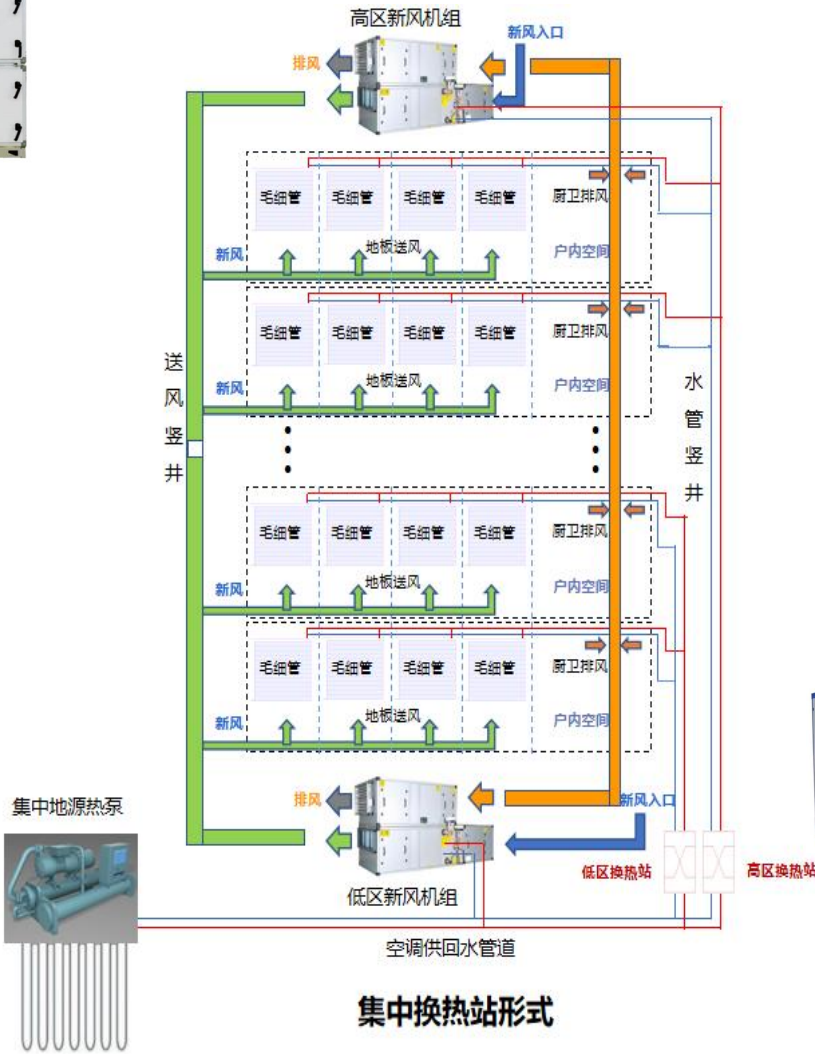 高区新风机组
新风入口
排风
毛细管 毛细管 毛细管 毛细管 厨卫排风
新风 地板送风 户内空间
毛细管 毛细管 毛细管 毛细管 厨卫排风
新风 地板送风 户内空间
送风竖井
水管竖井
毛细管 毛细管 毛细管 毛细管 厨卫排风
新风 地板送风 户内空间
毛细管 毛细管 毛细管 毛细管 厨卫排风
新风 地板送风 户内空间
排风
新风入口
集中地源热泵
低区换热站
高区换热站
低区新风机组
空调供回水管道
集中换热站形式